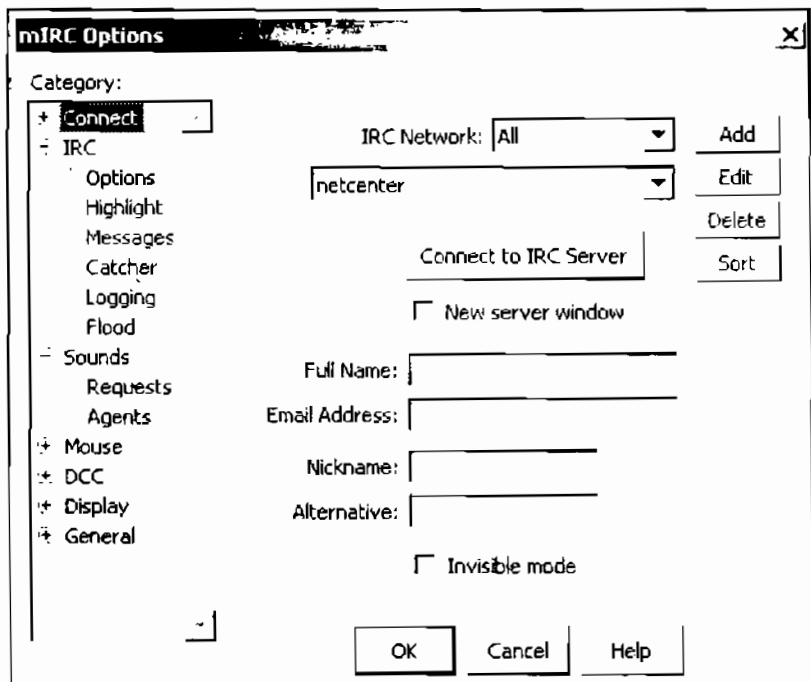 mIRC Options
Category:
Connect
IRC
Options
Highlight
Messages
Catcher
Logging
Flood
Sounds
Requests
Agents
Mouse
DCC
Display
General
IRC Network: All
netcenter
Connect to IRC Server
New server window
Full Name:
Email Address:
Nickname:
Alternative:
Invisible mode
Add
Edit
Delete
Sort
OK Cancel Help